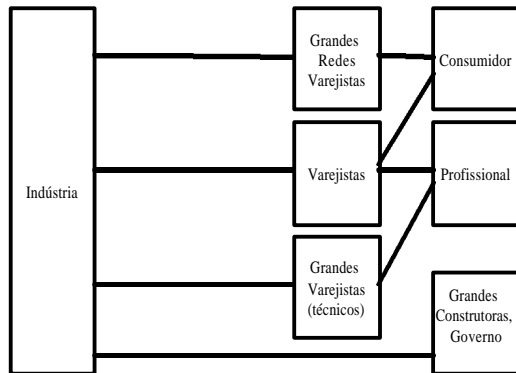 Indústria
Grandes
Redes
Varejistas
Consumidor
Varejistas
Profissional
Grandes
Varejistas
(técnicos)
Grandes
Construtoras,
Governo